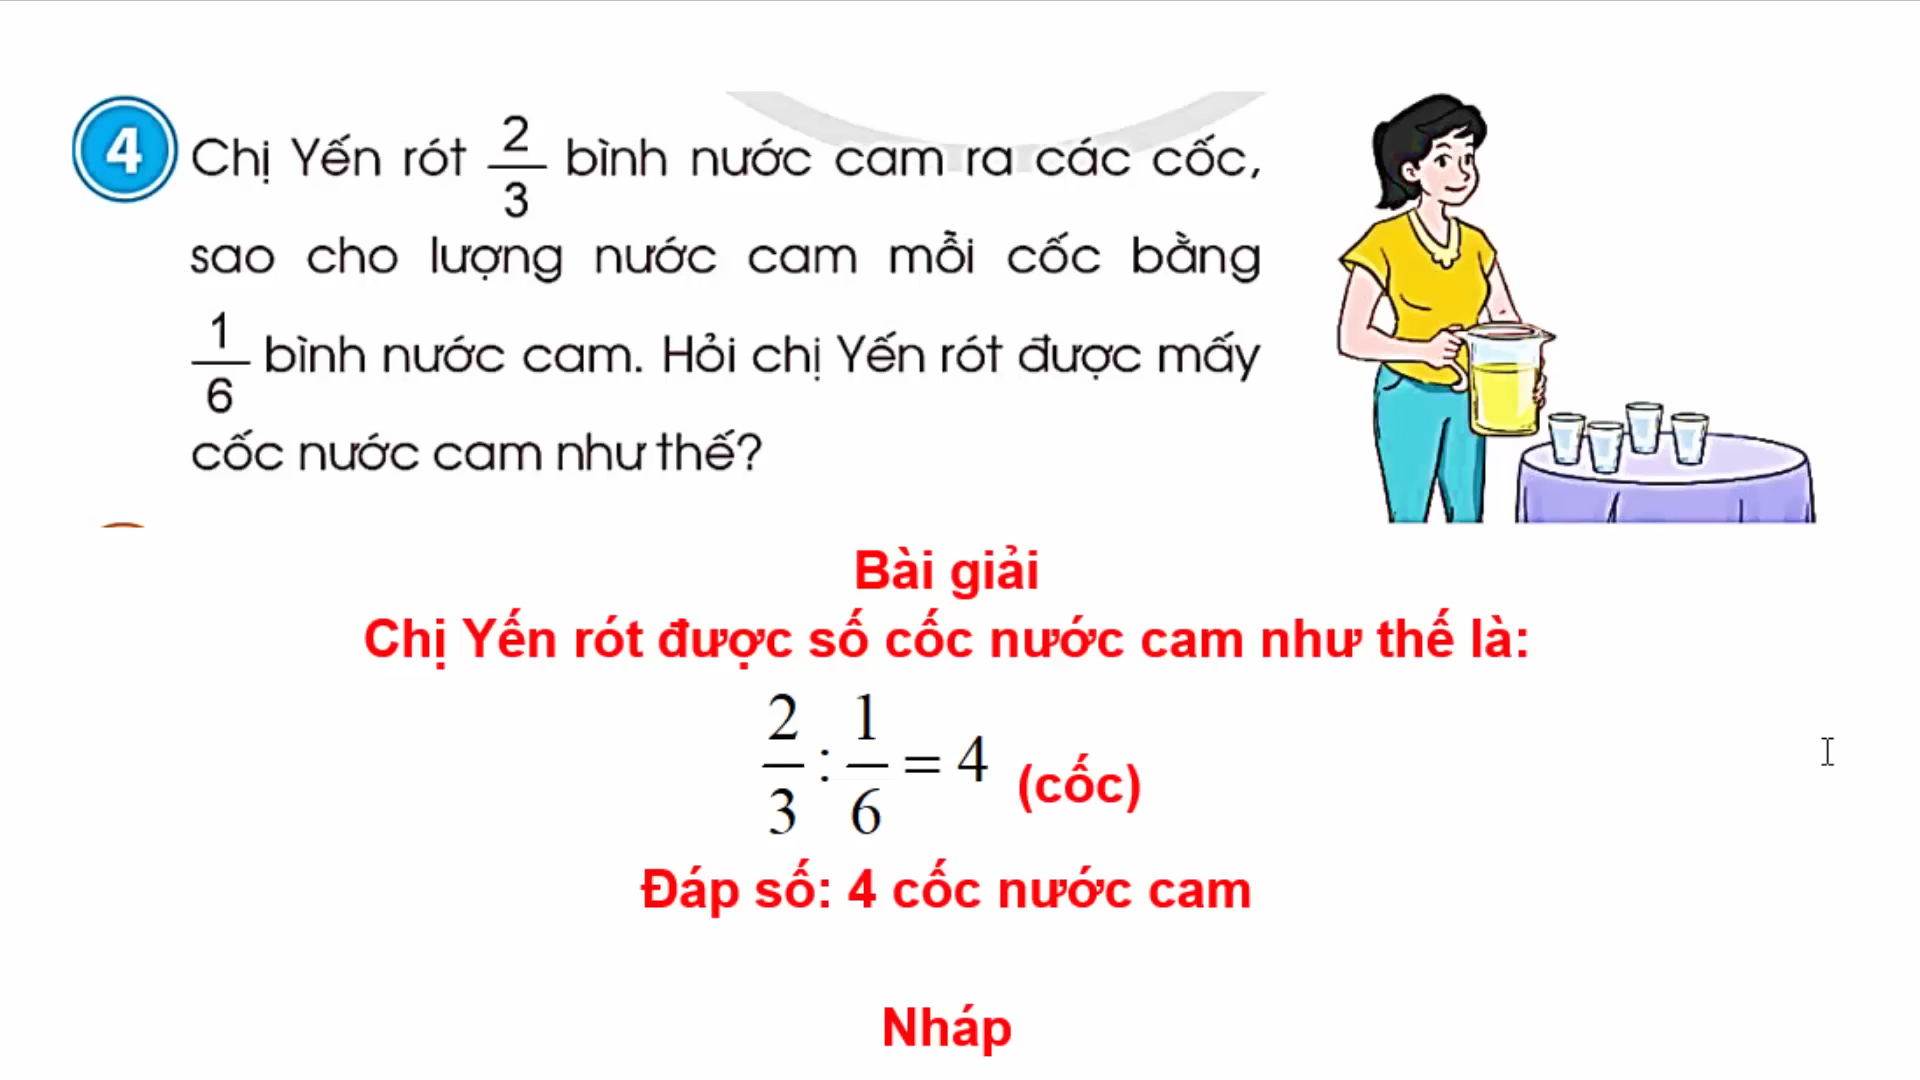 4 Chị Yến rót 2/3 bình nước cam ra các cốc,
sao cho lượng nước cam mỗi cốc bằng
1/6 bình nước cam. Hỏi chị Yến rót được mấy
cốc nước cam như thế?
Bài giải
Chị Yến rót được số cốc nước cam như thế là:
2/3 : 1/6 = 4 (cốc)
Đáp số: 4 cốc nước cam
Nháp